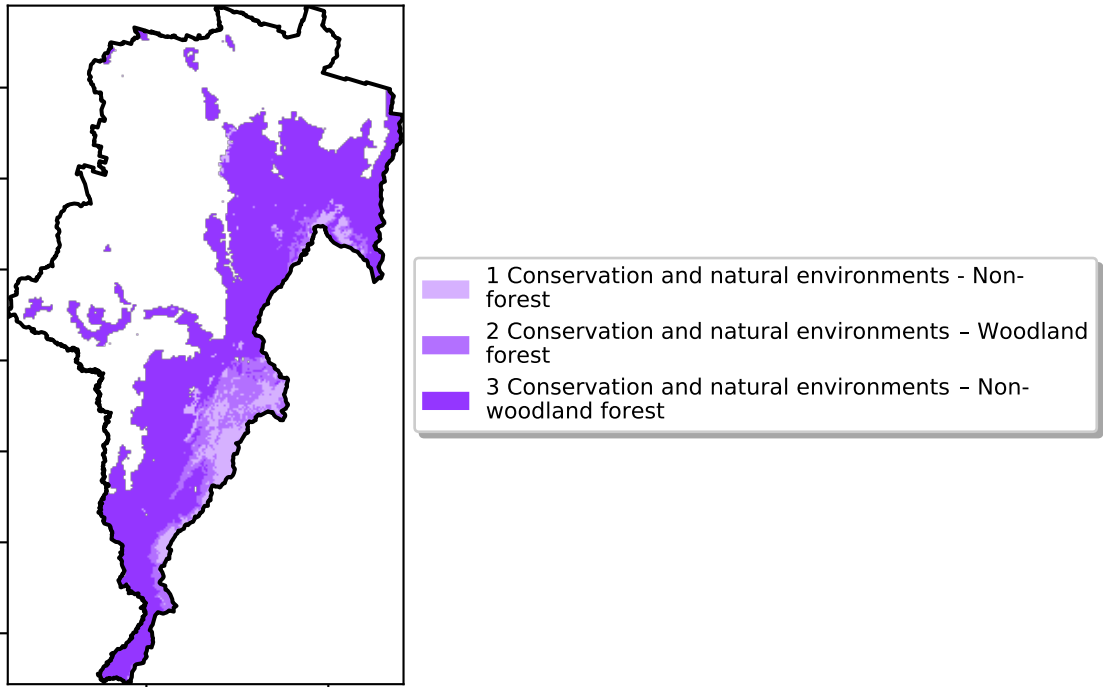 1 Conservation and natural environments - Non-
forest
2 Conservation and natural environments – Woodland
forest
3 Conservation and natural environments – Non-
woodland forest